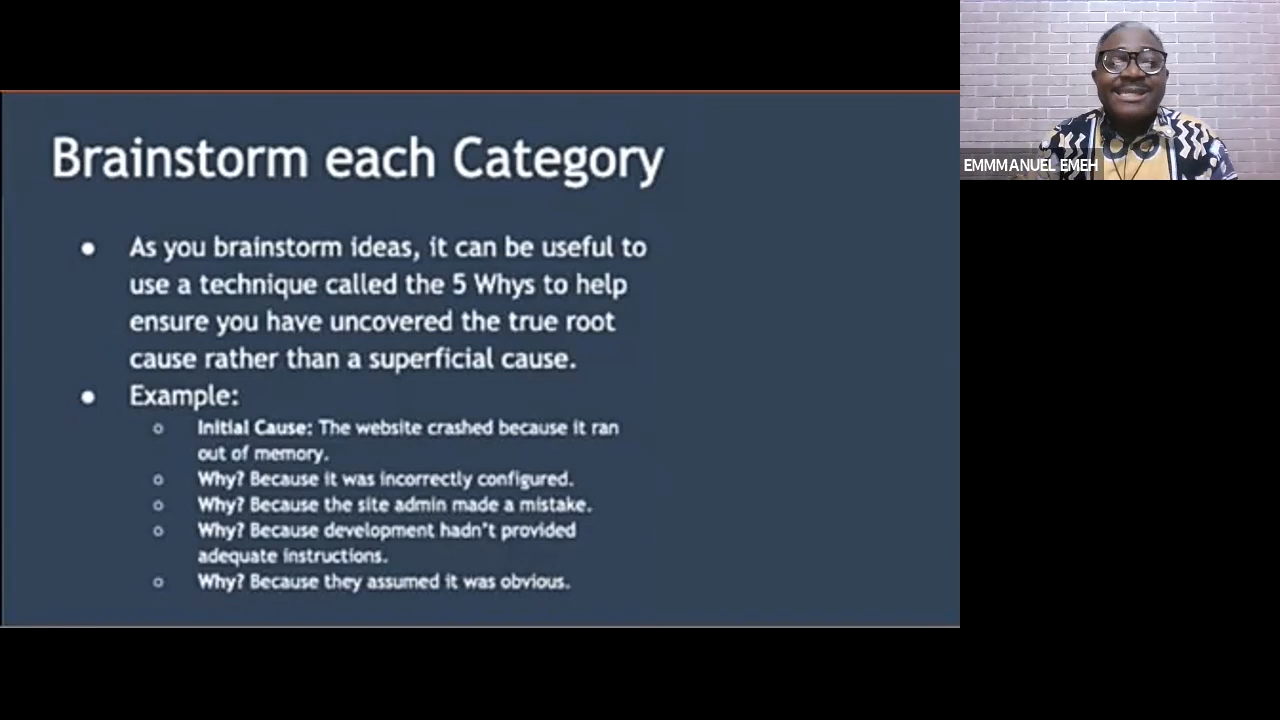 Brainstorm each Category
● As you brainstorm ideas, it can be useful to
use a technique called the 5 Whys to help
ensure you have uncovered the true root
cause rather than a superficial cause.
● Example:
○ Initial Cause: The website crashed because it ran
out of memory.
○ Why? Because it was incorrectly configured.
○ Why? Because the site admin made a mistake.
○ Why? Because development hadn't provided
adequate instructions.
○ Why? Because they assumed it was obvious.
EMMMANUEL EMEH